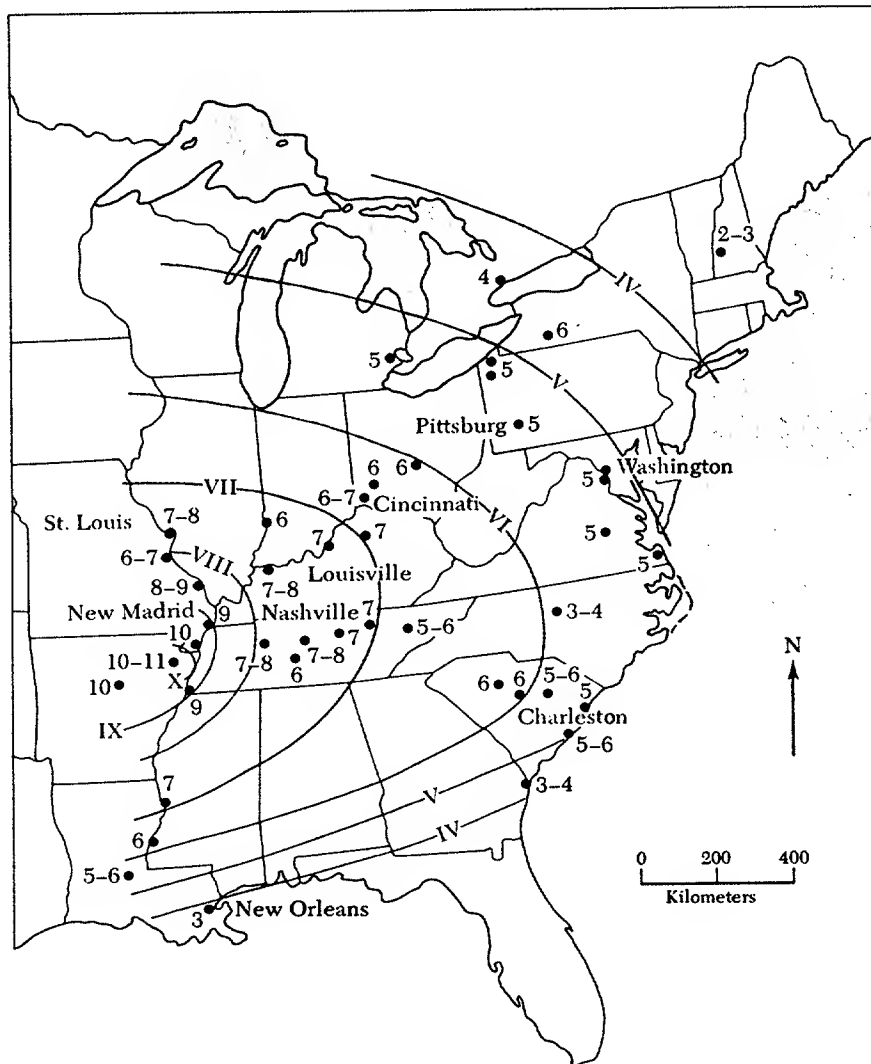 2–3
4
IV
6
5
5
V
Pittsburg
5
Washington
5
6
6
VII
6–7
Cincinnati
VI
St. Louis
7–8
6
7
7
5
6–7
VIII
5
7–8
Louisville
8–9
New Madrid
9
Nashville
7
3–4
10
7
5–6
7–8
7–8
10–11
6
X
10
9
6
6
5–6
5
N
IX
Charleston
5–6
7
V
3–4
IV
6
0 200 400
Kilometers
5–6
3
New Orleans